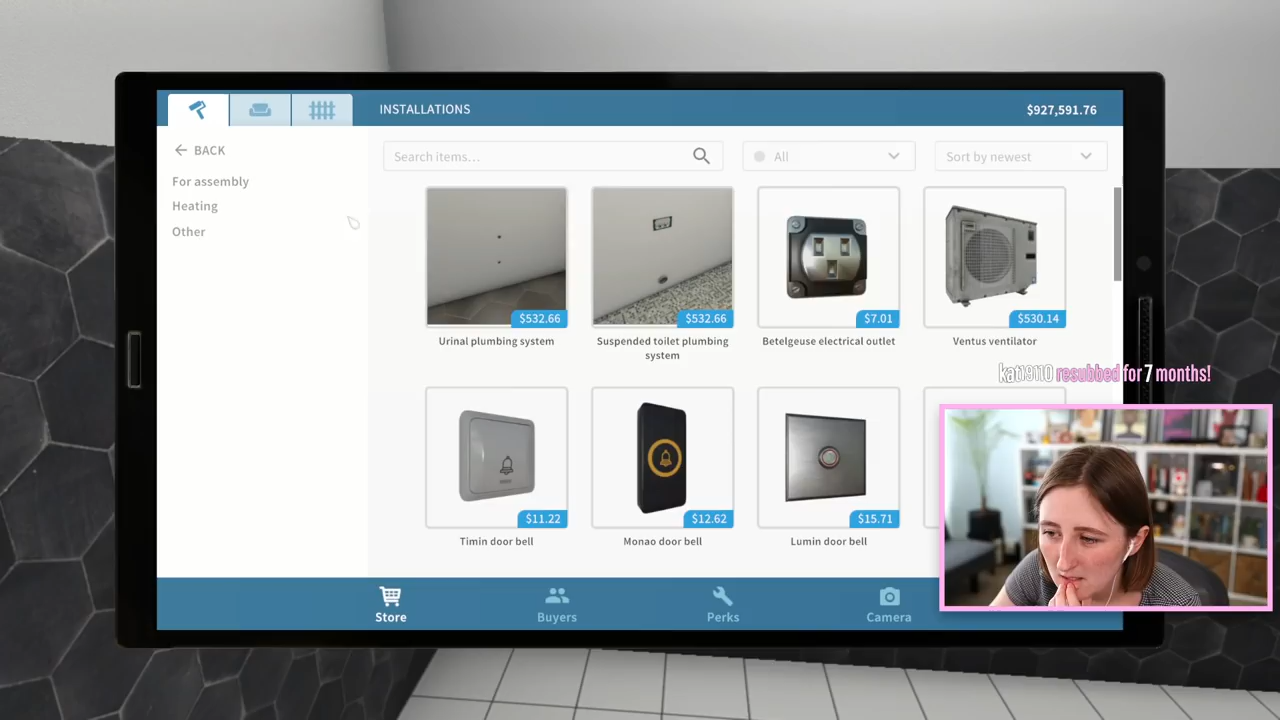 INSTALLATIONS
$927,591.76
BACK
Search items...
All
Sort by newest
For assembly
Heating
Other
$532.66
$532.66
$7.01
$530.14
Urinal plumbing system
Suspended toilet plumbing
system
Betelgeuse electrical outlet
Ventus ventilator
kat19110 resubbed for 7 months!
$11.22
$12.62
$15.71
Timin door bell
Monao door bell
Lumin door bell
Store
Buyers
Perks
Camera